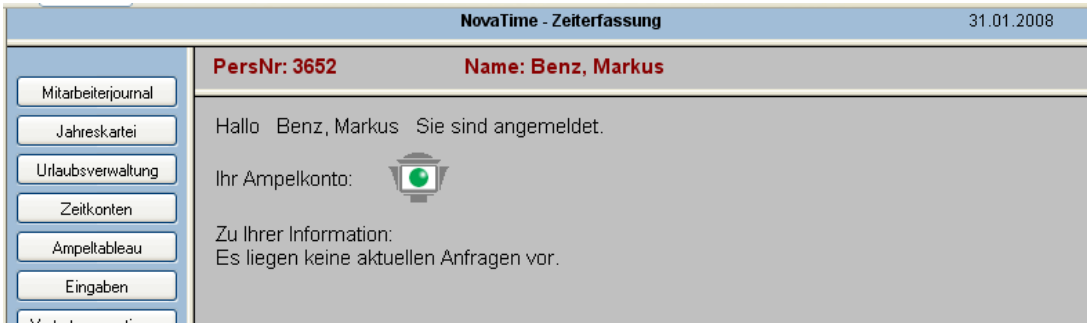 NovaTime - Zeiterfassung 31.01.2008
PersNr: 3652 Name: Benz, Markus
Mitarbeiterjournal
Jahreskartei
Urlaubsverwaltung
Zeitkonten
Ampeltableau
Eingaben
Hallo Benz, Markus Sie sind angemeldet.
Ihr Ampelkonto:
Zu Ihrer Information:
Es liegen keine aktuellen Anfragen vor.